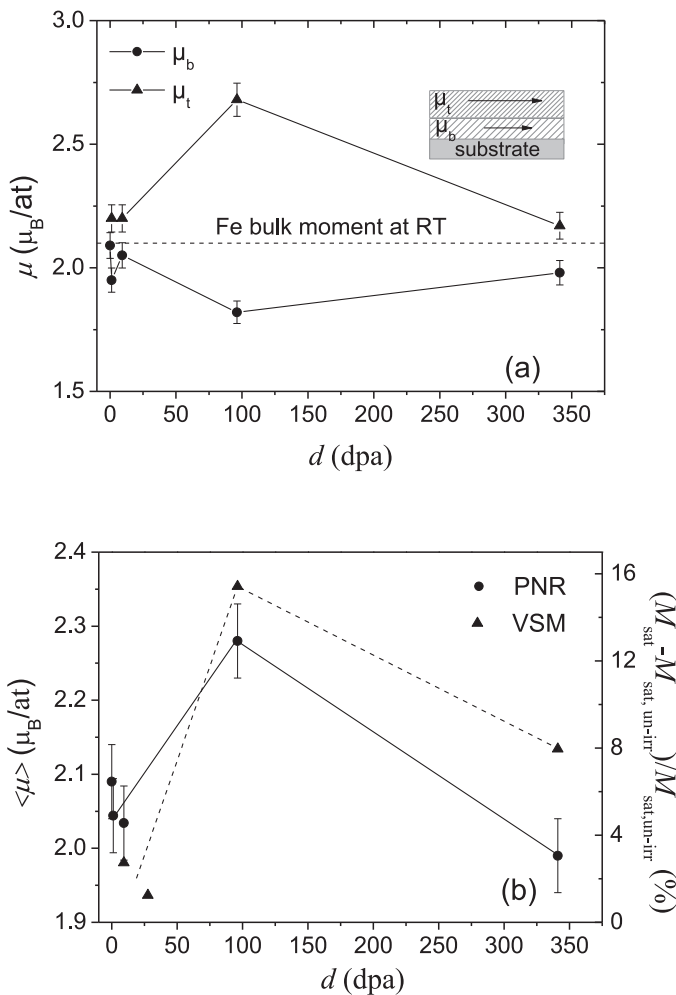 3.0
μb
μt
2.5
μt
μb
substrate
μ (μB/at)
Fe bulk moment at RT
2.0
(a)
1.5
0 50 100 150 200 250 300 350
d (dpa)
2.4 16
PNR
VSM
2.3 12
<μ> (μB/at)
2.2
(Msat-Msat, un-irr)/Msat,un-irr (%)
8
2.1
2.0 4
(b)
1.9 0
0 50 100 150 200 250 300 350
d (dpa)